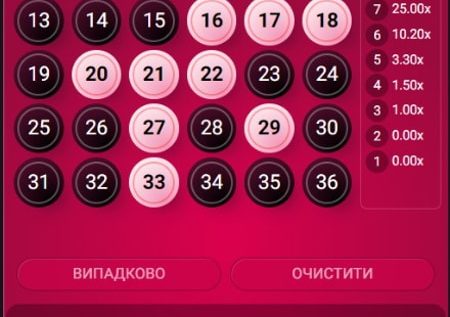 13 14 15 16 17 18
7 25.00x
6 10.20x
19 20 21 22 23 24
5 3.30x
4 1.50x
25 26 27 28 29 30
3 1.00x
2 0.00x
31 32 33 34 35 36
1 0.00x
ВИПАДКОВО ОЧИСТИТИ